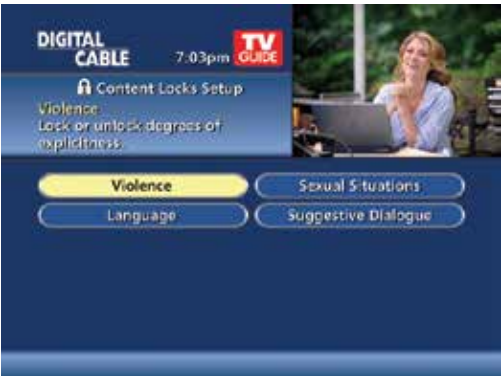 DIGITAL
CABLE
7:03pm
TV
GUIDE
Content Locks Setup
Violence
Lock or unlock degrees of
explicitness.
Violence
Sexual Situations
Language
Suggestive Dialogue